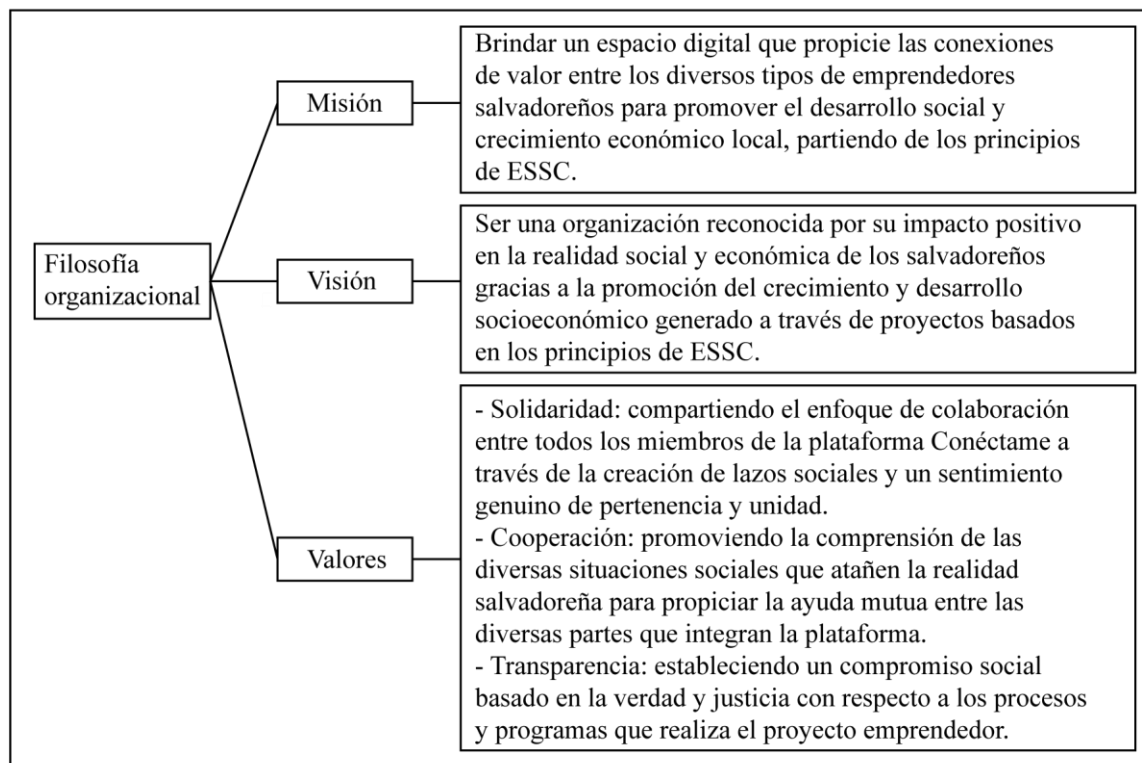 Filosofía
organizacional
Misión
Brindar un espacio digital que propicie las conexiones
de valor entre los diversos tipos de emprendedores
salvadoreños para promover el desarrollo social y
crecimiento económico local, partiendo de los principios
de ESSC.
Visión
Ser una organización reconocida por su impacto positivo
en la realidad social y económica de los salvadoreños
gracias a la promoción del crecimiento y desarrollo
socioeconómico generado a través de proyectos basados
en los principios de ESSC.
Valores
- Solidaridad: compartiendo el enfoque de colaboración
entre todos los miembros de la plataforma Conéctame a
través de la creación de lazos sociales y un sentimiento
genuino de pertenencia y unidad.
- Cooperación: promoviendo la comprensión de las
diversas situaciones sociales que atañen la realidad
salvadoreña para propiciar la ayuda mutua entre las
diversas partes que integran la plataforma.
- Transparencia: estableciendo un compromiso social
basado en la verdad y justicia con respecto a los procesos
y programas que realiza el proyecto emprendedor.